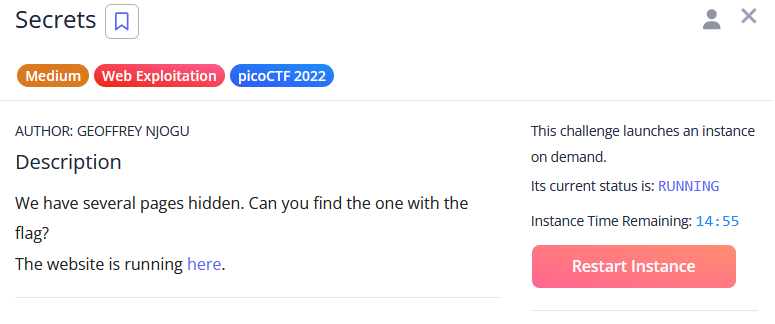 Secrets
Medium Web Exploitation picoCTF 2022
AUTHOR: GEOFFREY NJOGU
Description
We have several pages hidden. Can you find the one with the
flag?
The website is running here.
This challenge launches an instance
on demand.
Its current status is: RUNNING
Instance Time Remaining: 14:55
Restart Instance